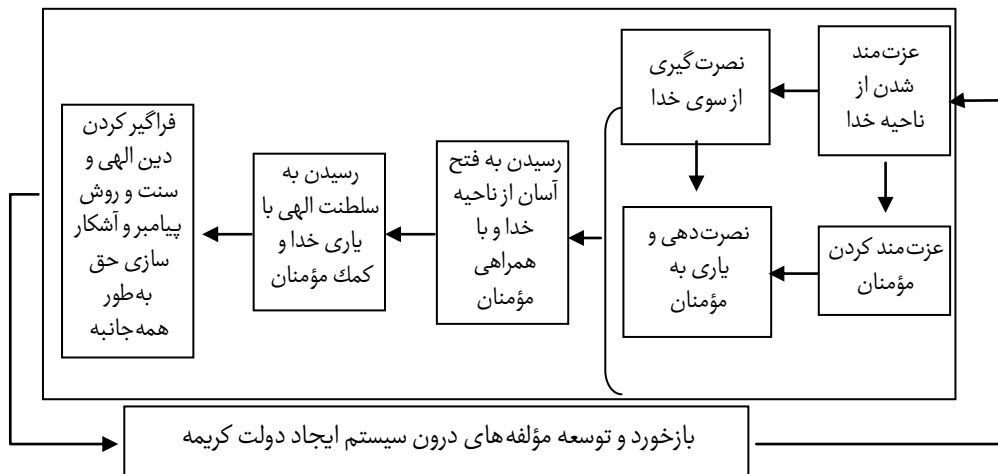 عزت‌مند
شدن از
ناحیه خدا
نصرت‌گیری
از سوی خدا
عزت‌مند کردن
مؤمنان
نصرت‌دهی و
یاری به
مؤمنان
رسیدن به فتح
آسان از ناحیه
خدا و با
همراهی
مؤمنان
رسیدن به
سلطنت الهی با
یاری خدا و
کمك مؤمنان
فراگیر کردن
دین الهی و
سنت و روش
پیامبر و آشکار
سازی حق
به‌طور
همه‌جانبه
بازخورد و توسعه مؤلفه‌های درون سیستم ایجاد دولت کریمه